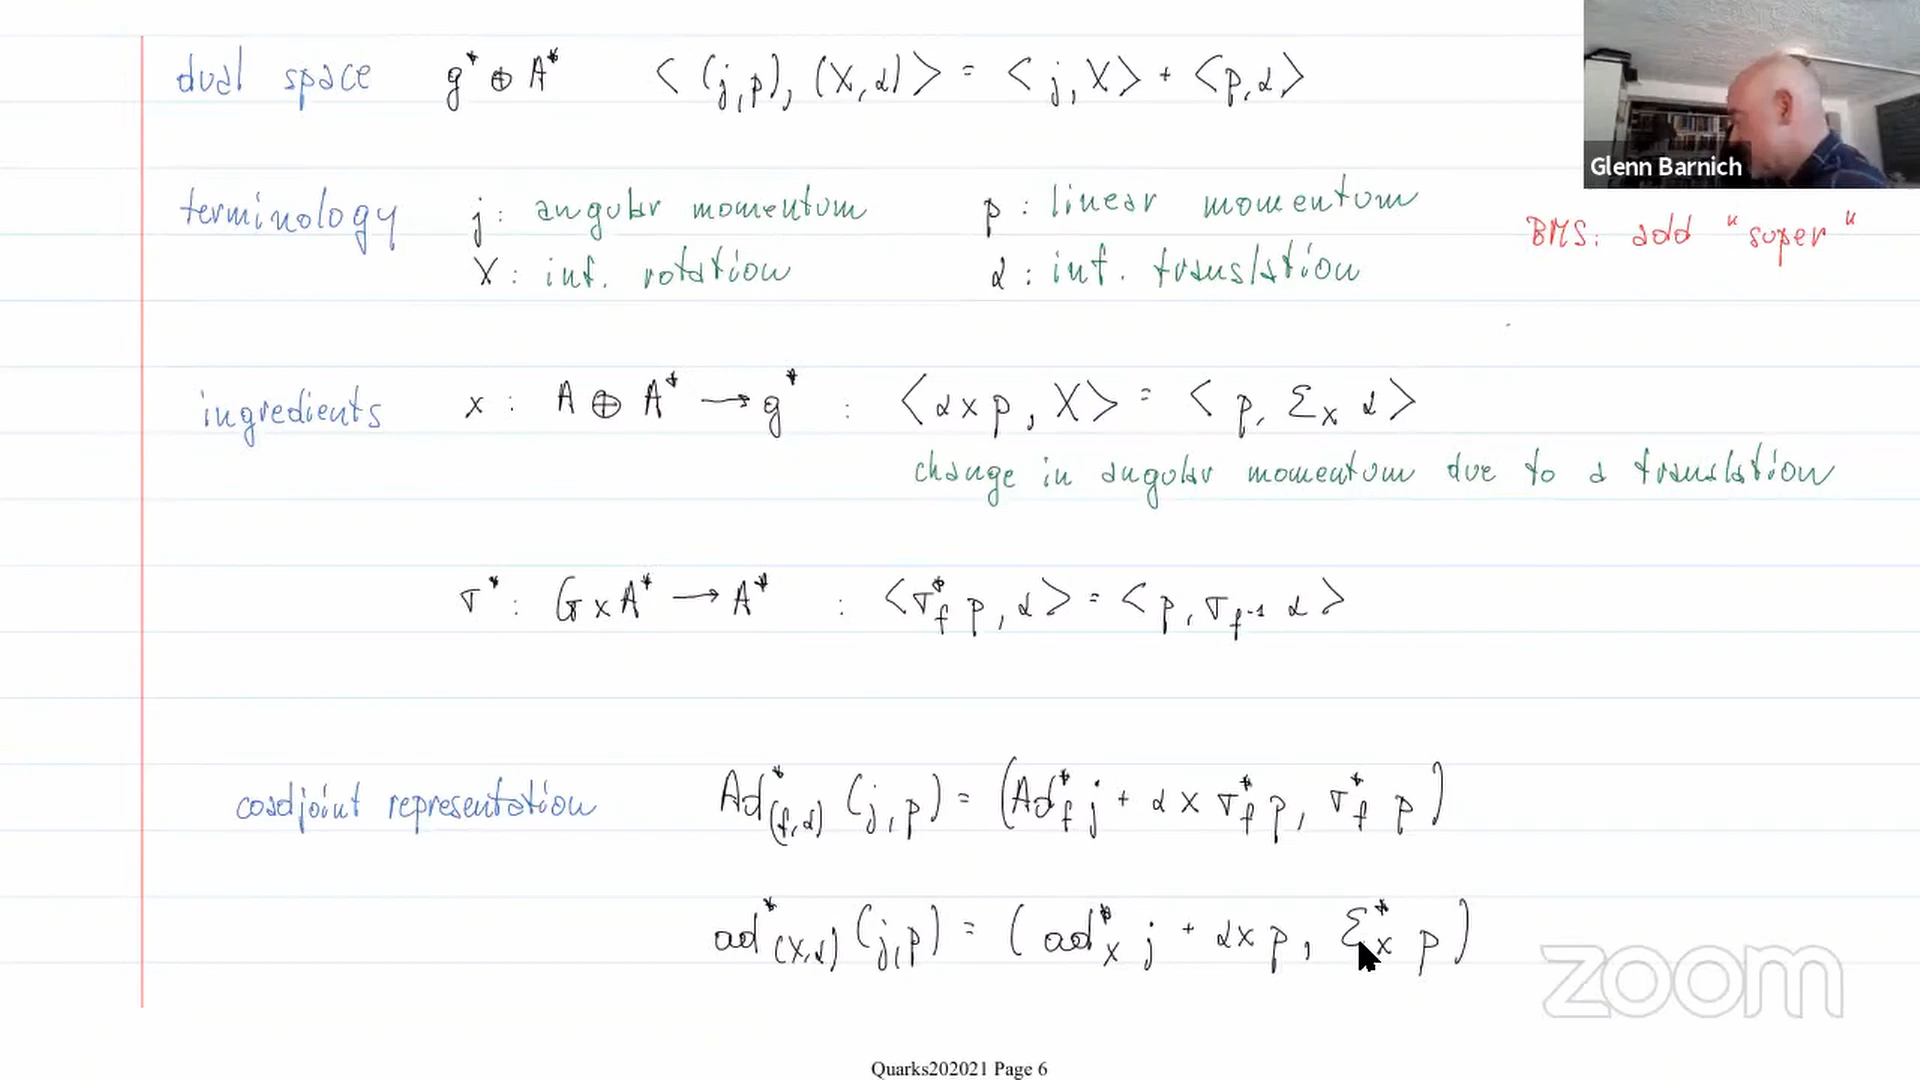 dual space g* ⊕ A* < (j,p), (X,α) > = < j, X > + < p, α >
Glenn Barnich
terminology j : angular momentum p : linear momentum
BMS: add "super"
X : inf. rotation α : inf. translation
ingredients × : A ⊕ A* → g* : < α × p , X > = < p, Σ_X α >
change in angular momentum due to a translation
σ* : G × A* → A* : < σ*_f p, α > = < p, σ_{f^-1} α >
coadjoint representation Ad*_{(f,α)} (j,p) = (Ad*_f j + α × σ*_f p, σ*_f p)
ad*_{(X,α)} (j,p) = (ad*_X j + α × p, Σ*_X p)
zoom
Quarks202021 Page 6